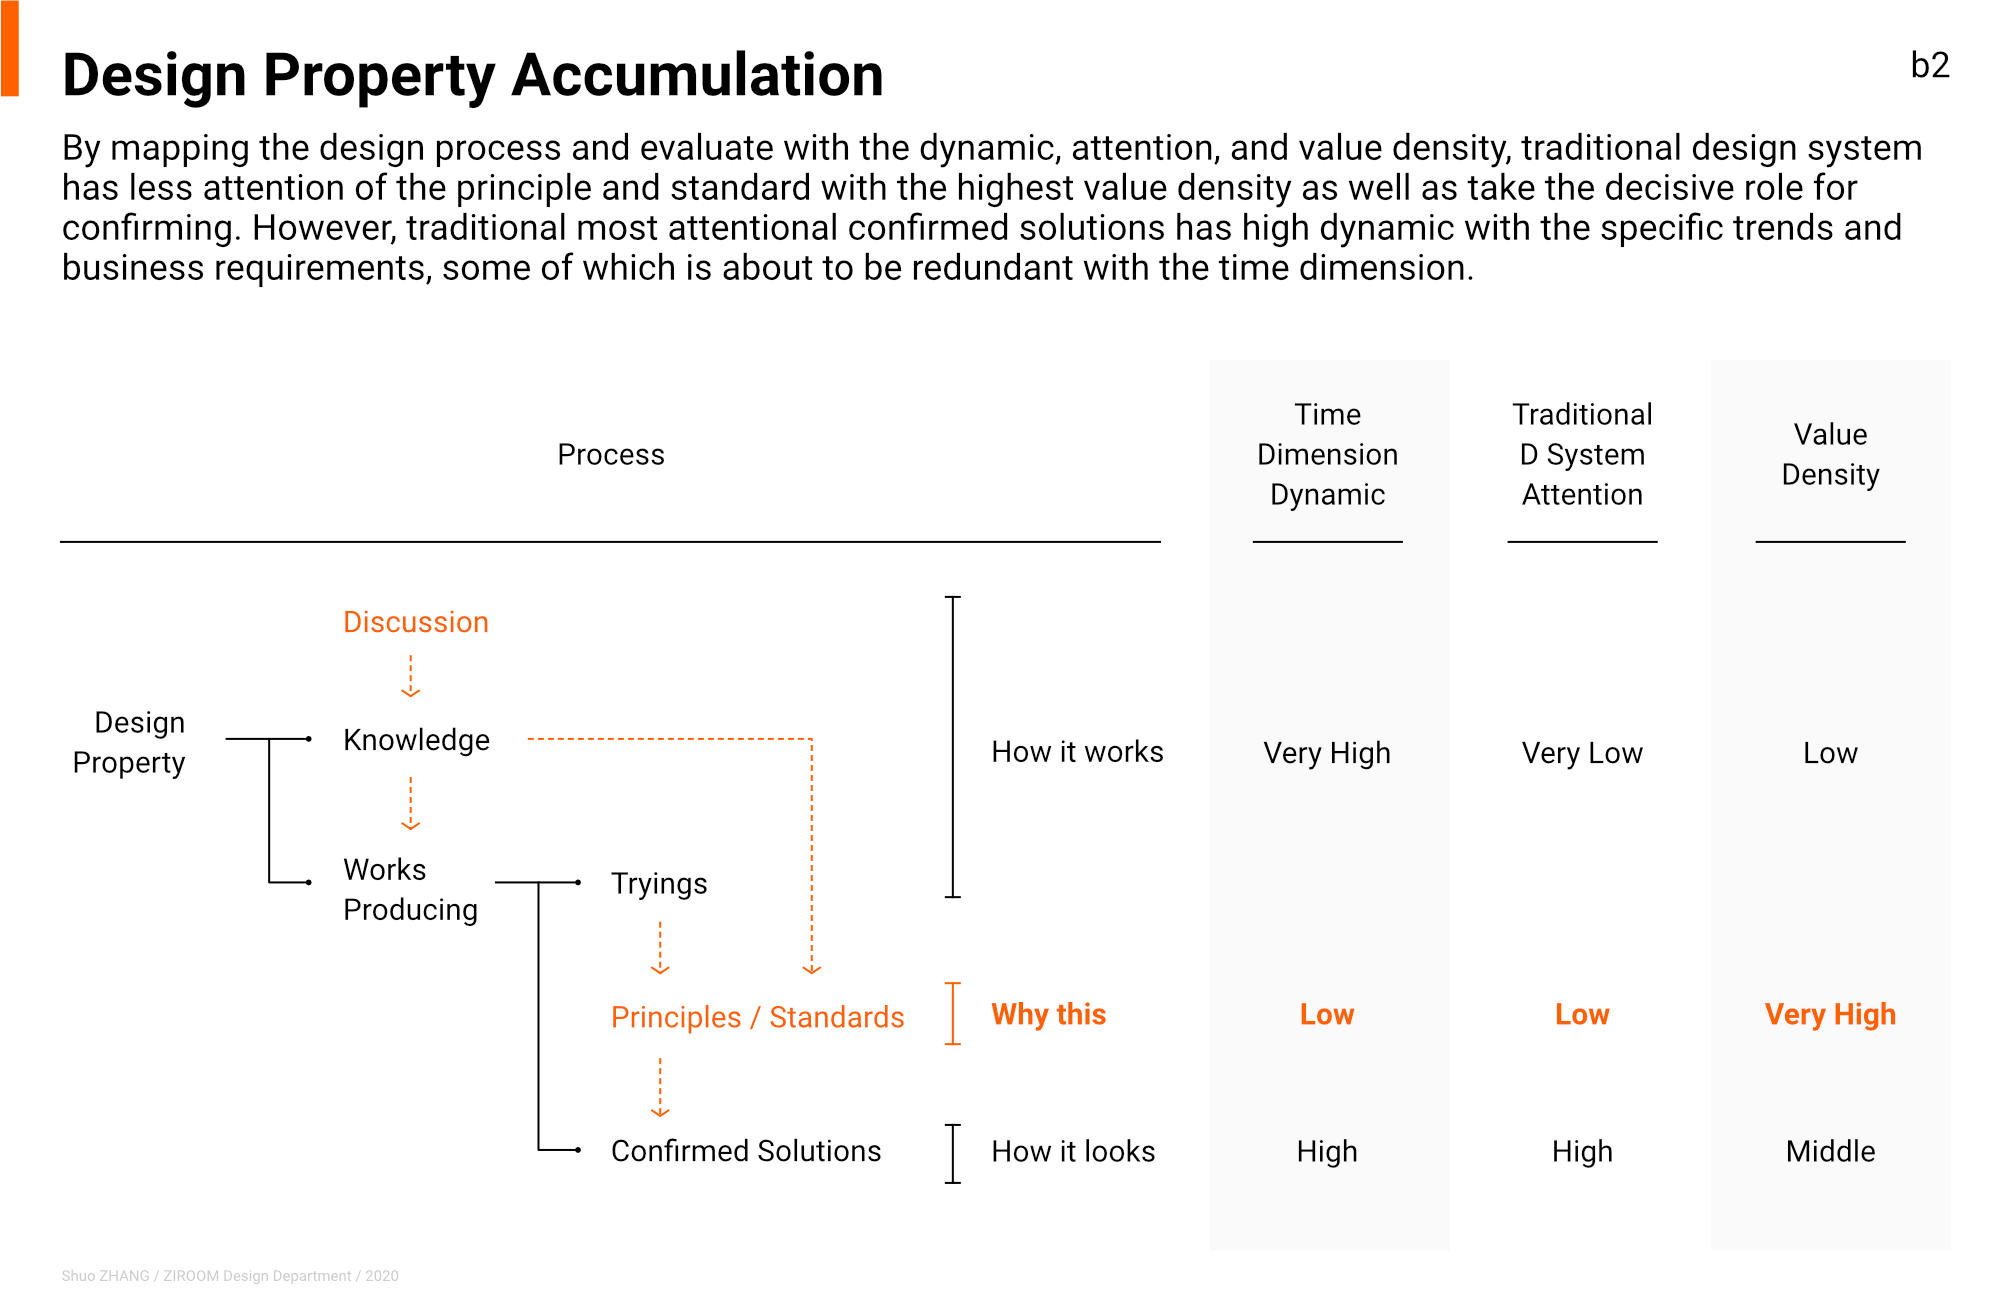 Design Property Accumulation
b2
By mapping the design process and evaluate with the dynamic, attention, and value density, traditional design system
has less attention of the principle and standard with the highest value density as well as take the decisive role for
confirming. However, traditional most attentional confirmed solutions has high dynamic with the specific trends and
business requirements, some of which is about to be redundant with the time dimension.
Process
Time
Dimension
Dynamic
Traditional
D System
Attention
Value
Density
Discussion
Design
Property
Knowledge
How it works
Very High
Very Low
Low
Works
Producing
Tryings
Principles / Standards
Why this
Low
Low
Very High
Confirmed Solutions
How it looks
High
High
Middle
Shuo ZHANG / ZIROOM Design Department / 2020